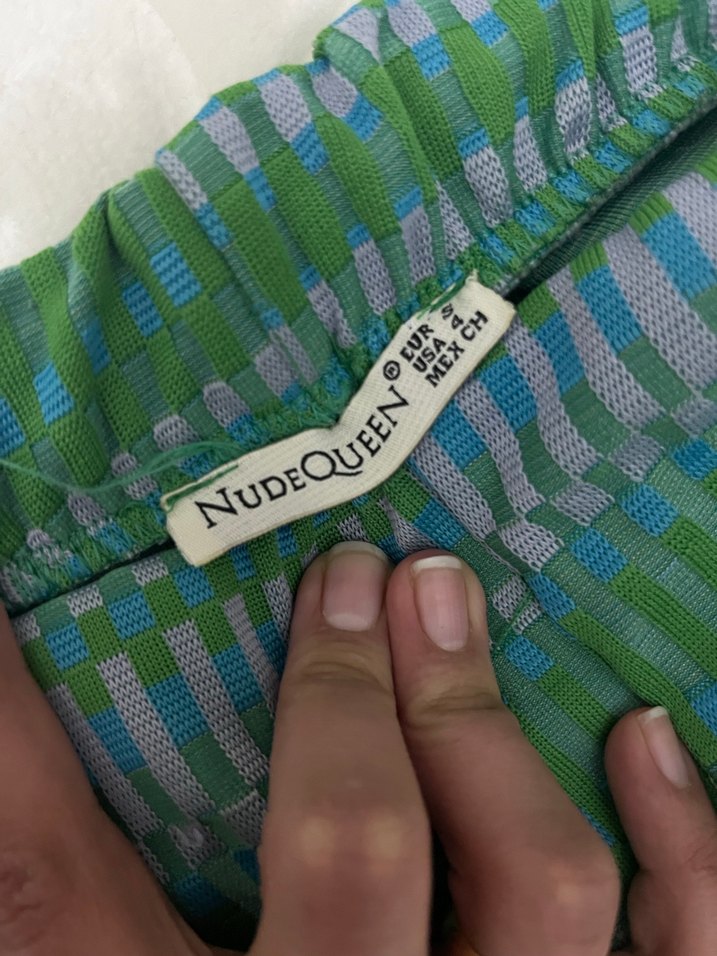 NUDEQUEEN®
EUR S
USA 4
MEX CH